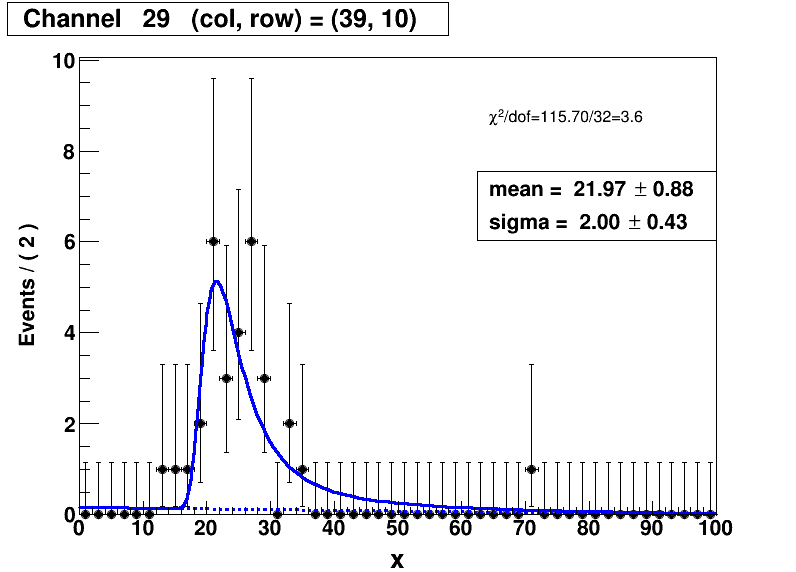 Channel 29 (col, row) = (39, 10)
χ²/dof=115.70/32=3.6
mean = 21.97 ± 0.88
sigma = 2.00 ± 0.43
Events / ( 2 )
10
8
6
4
2
0
0 10 20 30 40 50 60 70 80 90 100
x